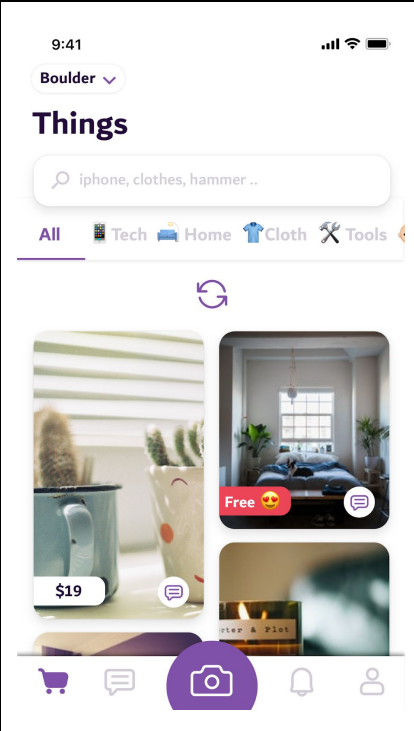 9:41
Boulder
Things
iphone, clothes, hammer ..
All
Tech
Home
Cloth
Tools
Free
$19
rter & Plot